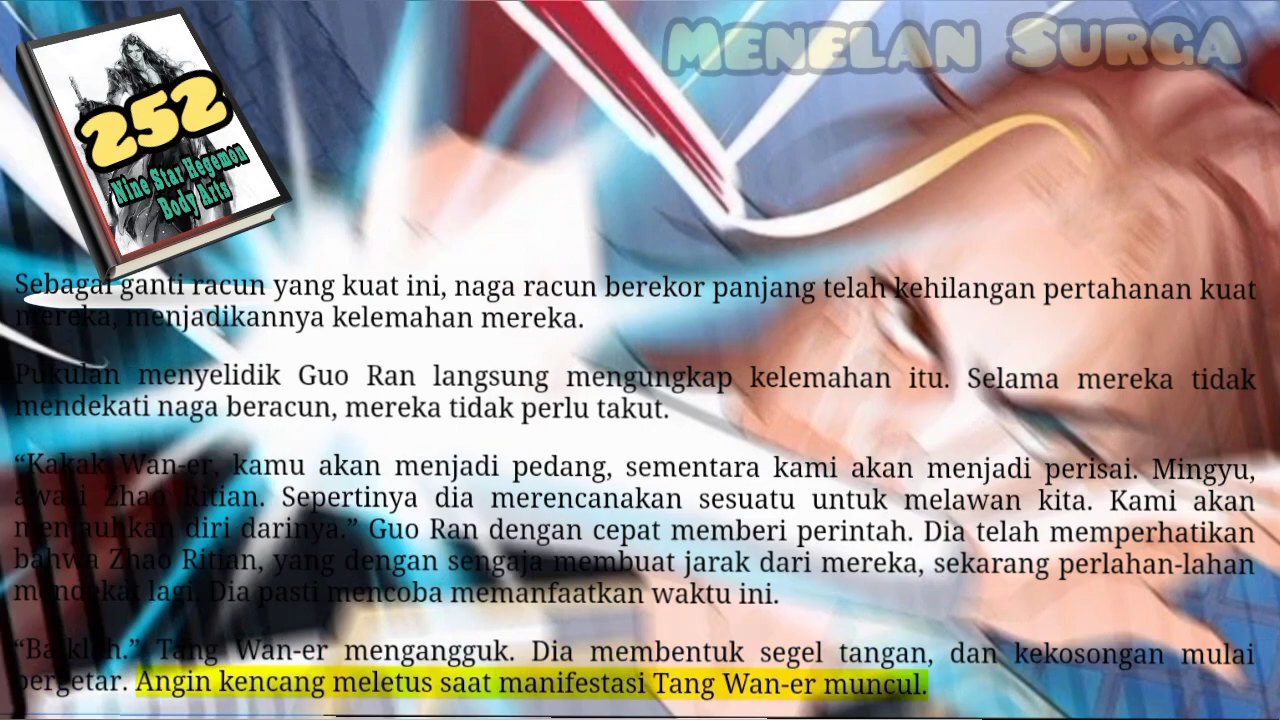 Menelan Surga
252
Nine Star Hegemon
Body Arts
Sebagai ganti racun yang kuat ini, naga racun berekor panjang telah kehilangan pertahanan kuat
mereka, menjadikannya kelemahan mereka.
Pukulan menyelidik Guo Ran langsung mengungkap kelemahan itu. Selama mereka tidak
mendekati naga beracun, mereka tidak perlu takut.
“Kakak Wan-er, kamu akan menjadi pedang, sementara kami akan menjadi perisai. Mingyu,
awasi Zhao Ritian. Sepertinya dia merencanakan sesuatu untuk melawan kita. Kami akan
menjauhkan diri darinya.” Guo Ran dengan cepat memberi perintah. Dia telah memperhatikan
bahwa Zhao Ritian, yang dengan sengaja membuat jarak dari mereka, sekarang perlahan-lahan
mendekat lagi. Dia pasti mencoba memanfaatkan waktu ini.
“Baiklah.” Tang Wan-er mengangguk. Dia membentuk segel tangan, dan kekosongan mulai
bergetar. Angin kencang meletus saat manifestasi Tang Wan-er muncul.